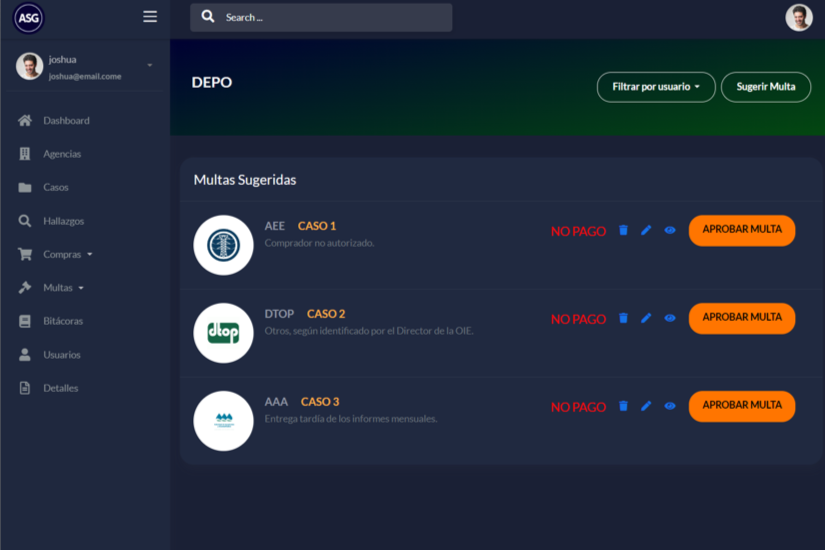 ASG
Search ...
joshua
joshua@email.come
DEPO
Filtrar por usuario
Sugerir Multa
Dashboard
Agencias
Casos
Hallazgos
Compras
Multas
Bitácoras
Usuarios
Detalles
Multas Sugeridas
AEE CASO 1
Comprador no autorizado.
NO PAGO
APROBAR MULTA
dtop
DTOP CASO 2
Otros, según identificado por el Director de la OIE.
NO PAGO
APROBAR MULTA
AAA CASO 3
Entrega tardía de los informes mensuales.
NO PAGO
APROBAR MULTA